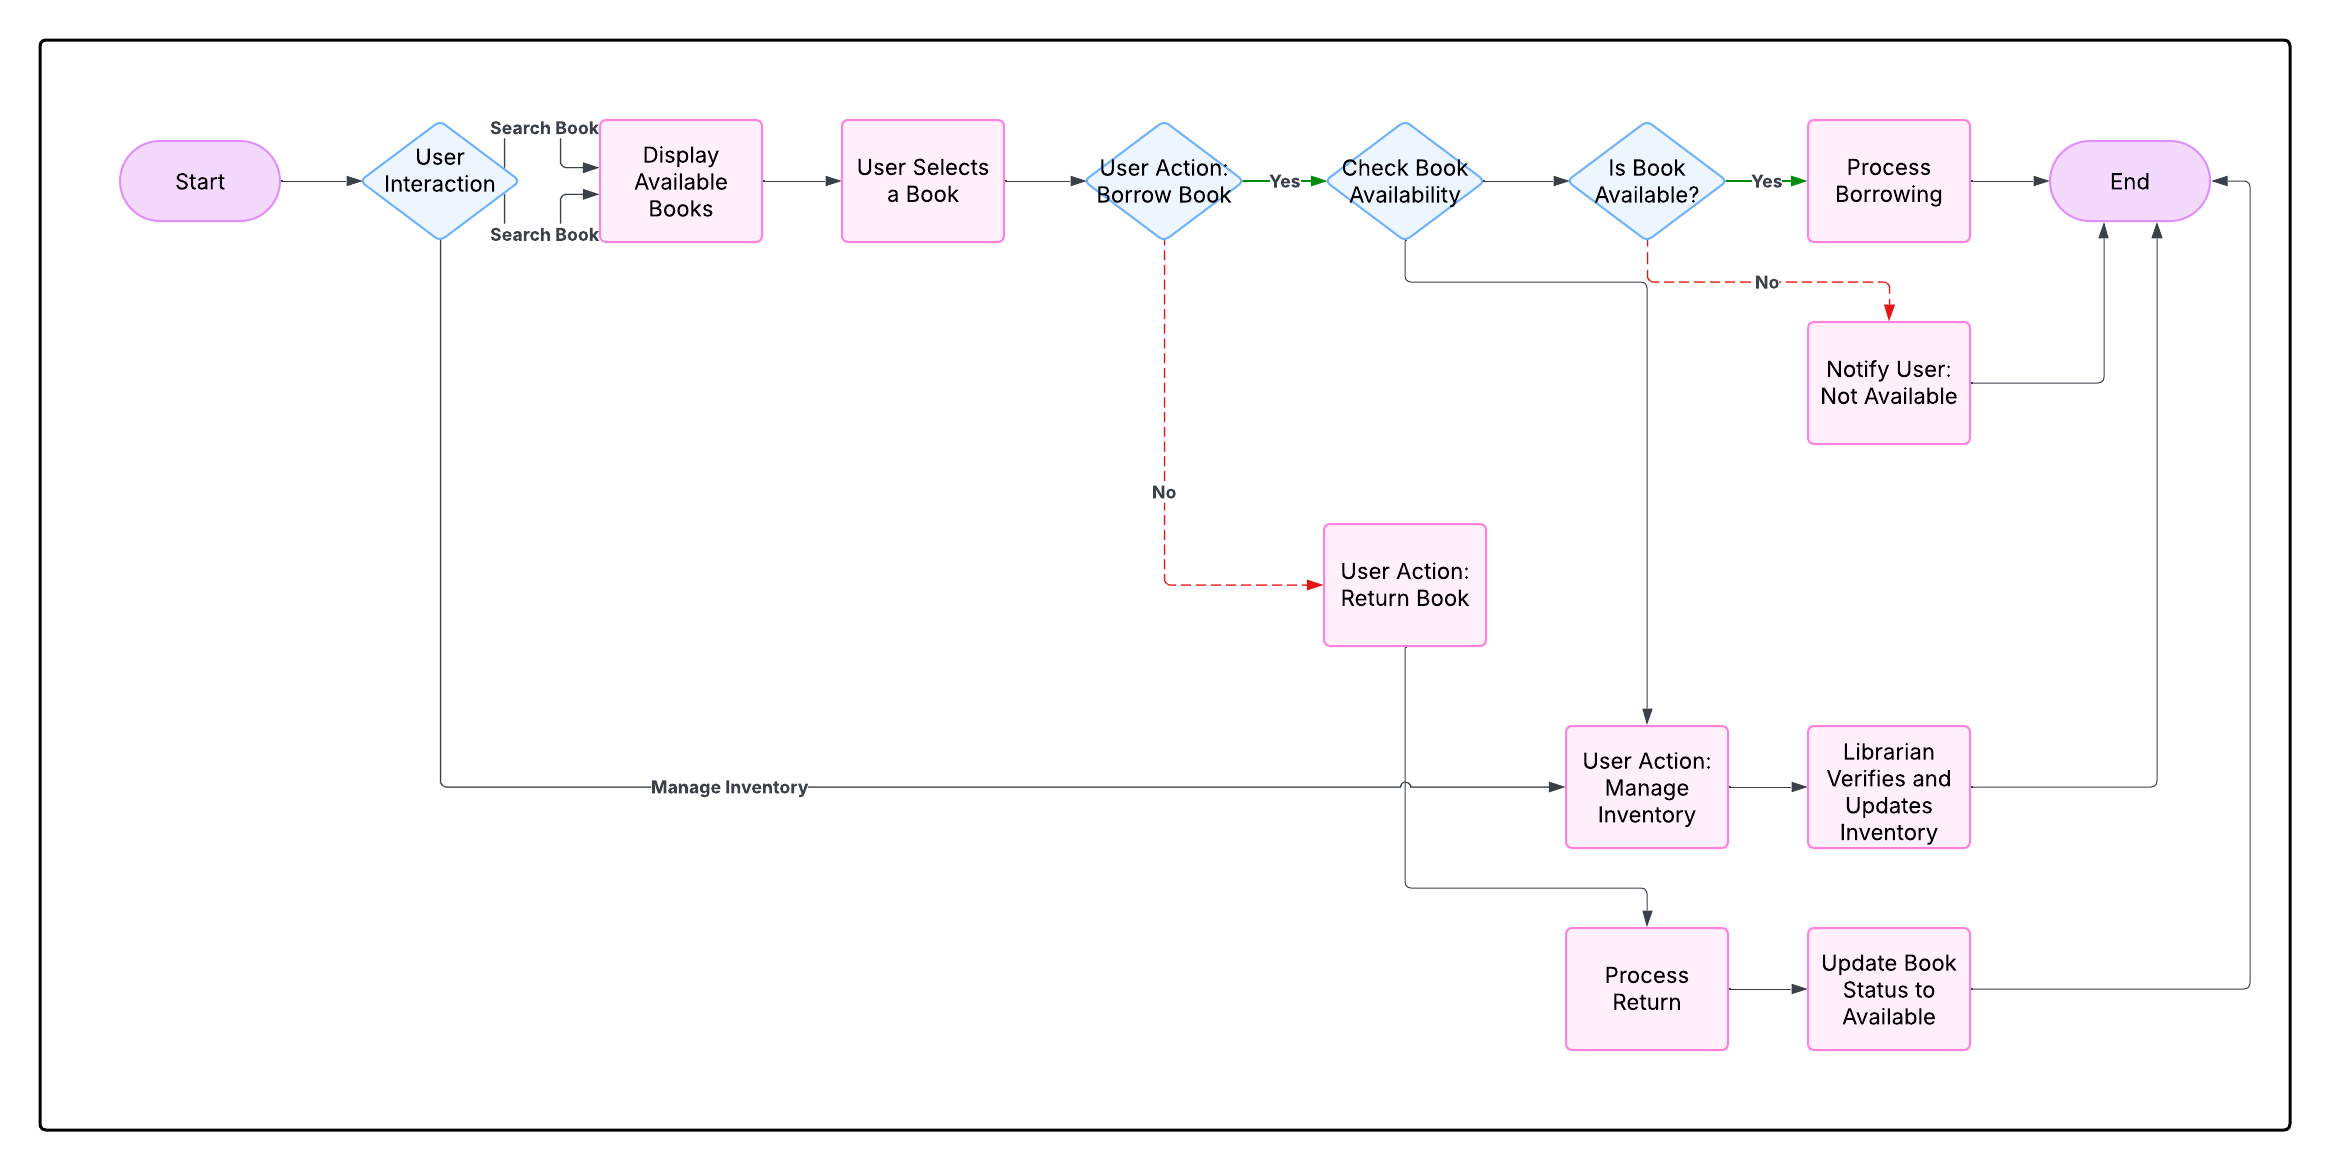 Start
User
Interaction
Search Book
Search Book
Display
Available
Books
User Selects
a Book
User Action:
Borrow Book
Yes
Check Book
Availability
Is Book
Available?
Yes
Process
Borrowing
End
No
Notify User:
Not Available
No
User Action:
Return Book
Manage Inventory
User Action:
Manage
Inventory
Librarian
Verifies and
Updates
Inventory
Process
Return
Update Book
Status to
Available